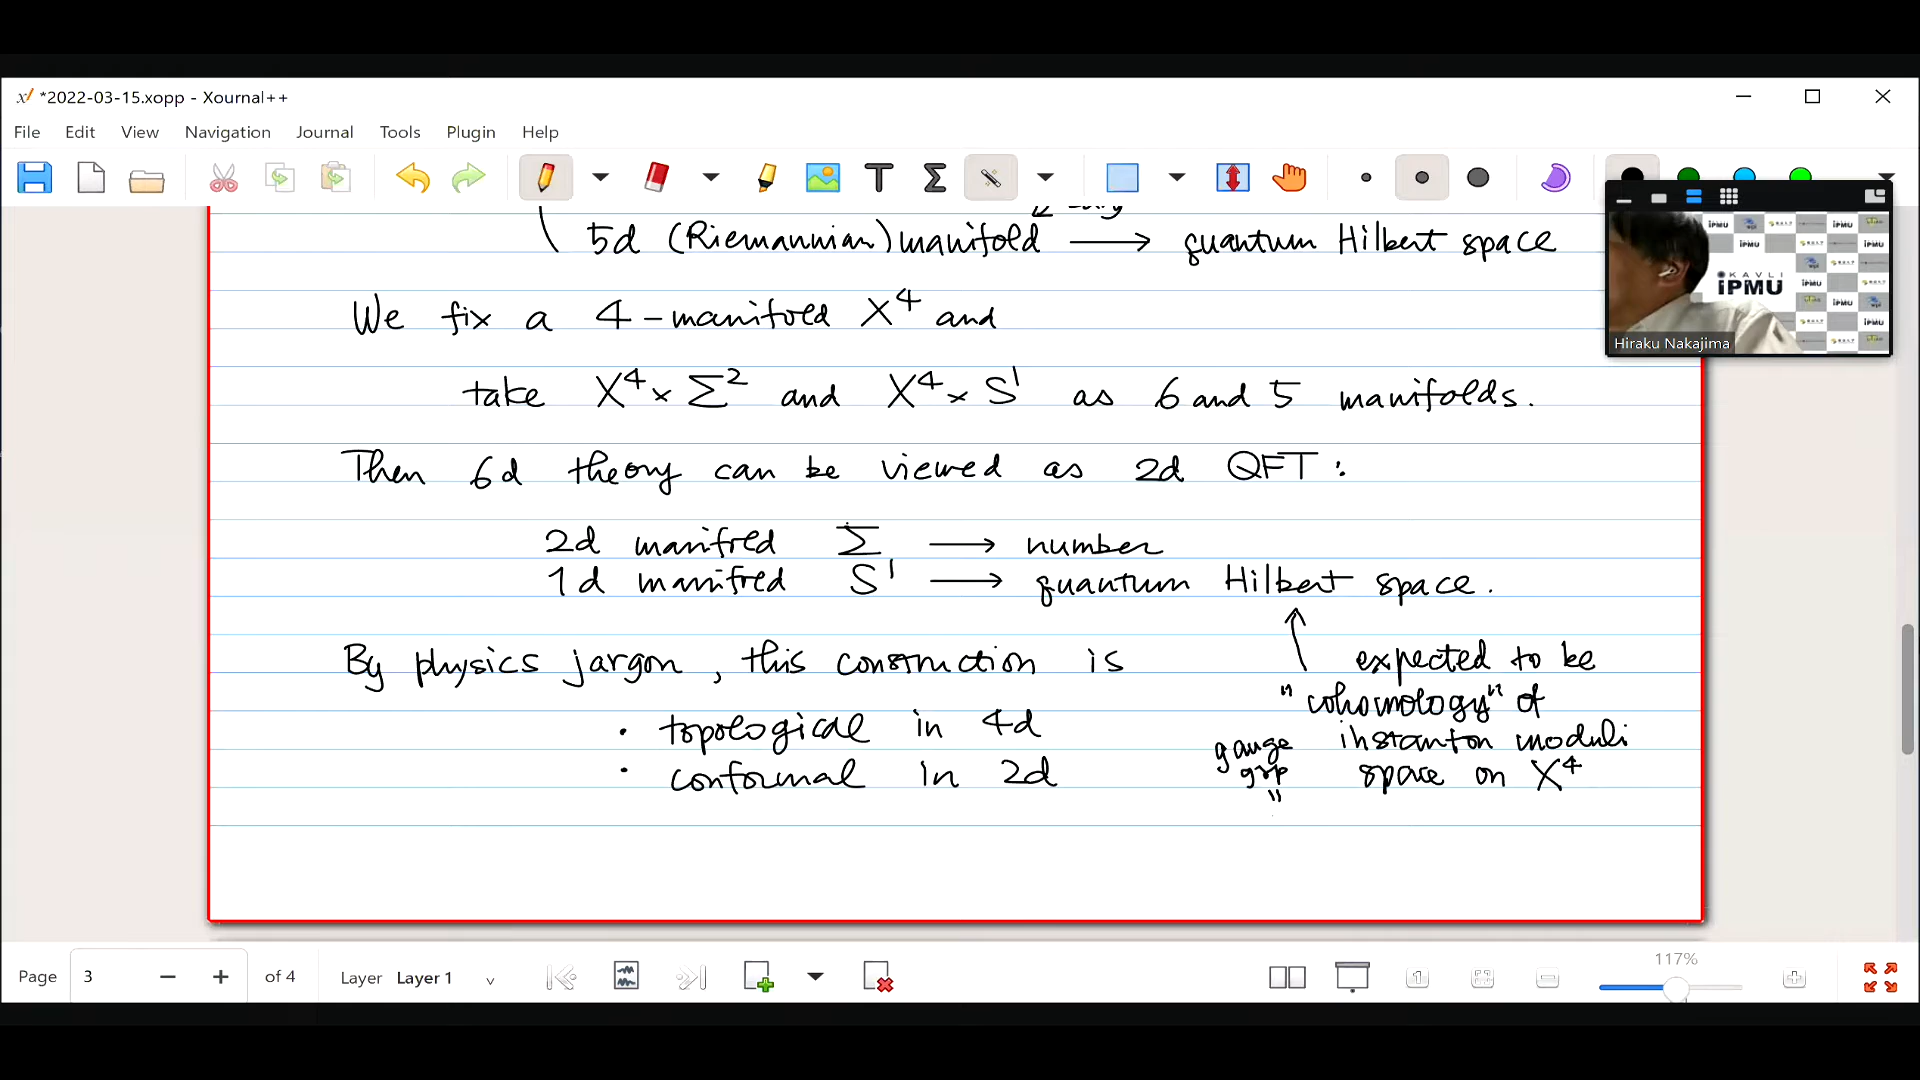 *2022-03-15.xopp - Xournal++
File Edit View Navigation Journal Tools Plugin Help
5d (Riemannian) manifold ⟶ quantum Hilbert space
We fix a 4-manifold X⁴ and
take X⁴ × Σ² and X⁴ × S¹ as 6 and 5 manifolds.
Then 6d theory can be viewed as 2d QFT :
2d manifold Σ ⟶ number
1d manifold S¹ ⟶ quantum Hilbert space.
By physics jargon, this construction is
• topological in 4d
• conformal in 2d
↑ expected to be
"cohomology" of
instanton moduli
space on X⁴
gauge
grp
"
KAVLI
IPMU
Hiraku Nakajima
Page 3 of 4 Layer Layer 1
117%